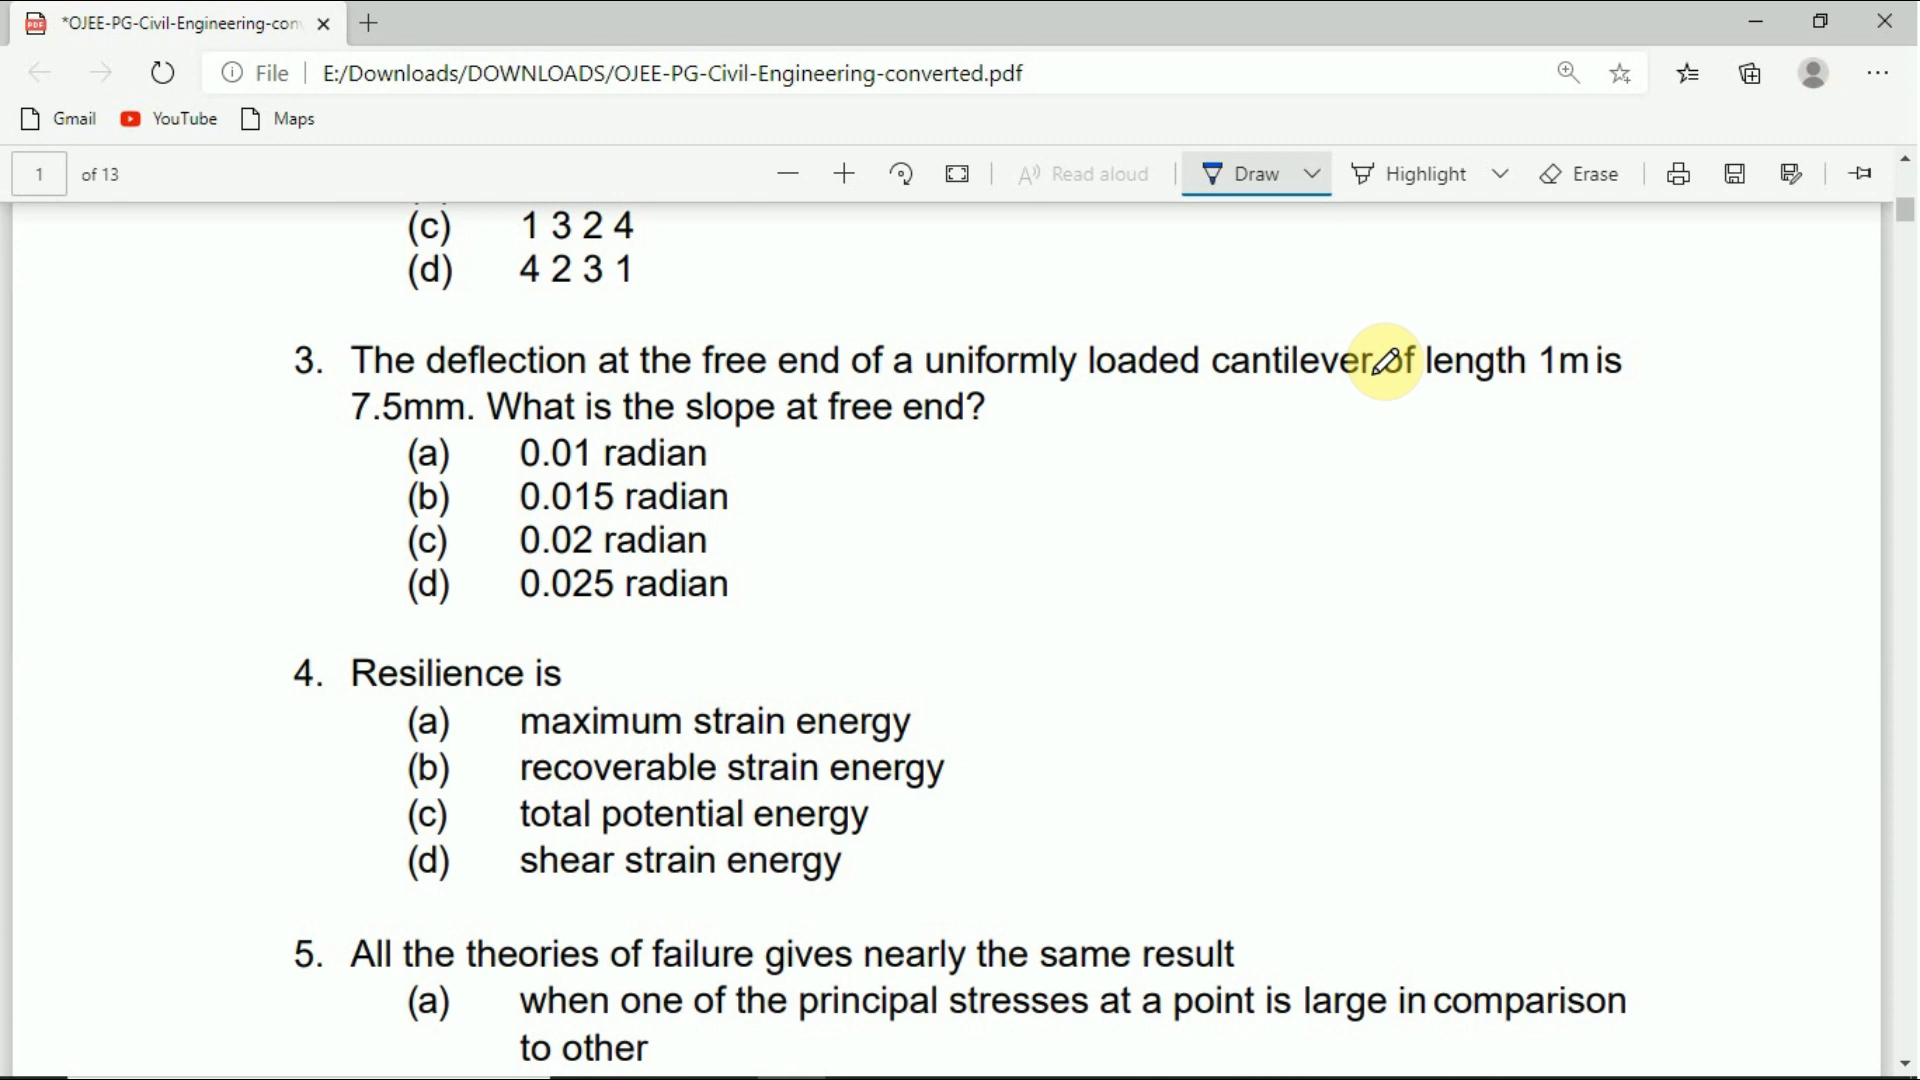 *OJEE-PG-Civil-Engineering-con
File
E:/Downloads/DOWNLOADS/OJEE-PG-Civil-Engineering-converted.pdf
Gmail
YouTube
Maps
1 of 13
Read aloud
Draw
Highlight
Erase
(c) 1 3 2 4
(d) 4 2 3 1
3. The deflection at the free end of a uniformly loaded cantilever of length 1m is
7.5mm. What is the slope at free end?
(a) 0.01 radian
(b) 0.015 radian
(c) 0.02 radian
(d) 0.025 radian
4. Resilience is
(a) maximum strain energy
(b) recoverable strain energy
(c) total potential energy
(d) shear strain energy
5. All the theories of failure gives nearly the same result
(a) when one of the principal stresses at a point is large in comparison
to other